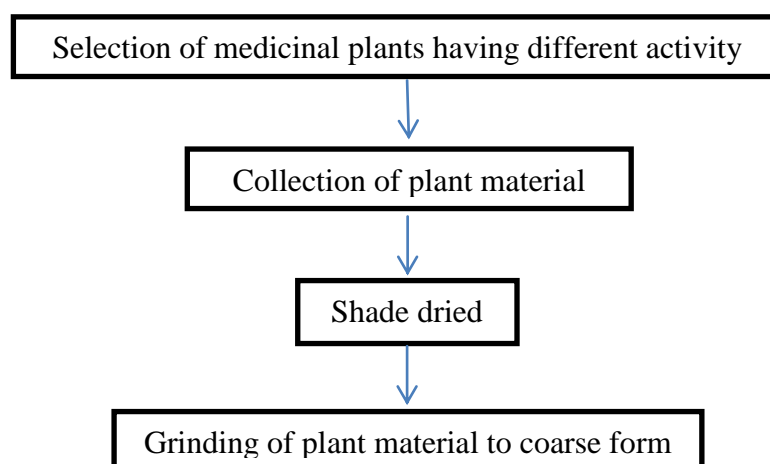 Selection of medicinal plants having different activity
Collection of plant material
Shade dried
Grinding of plant material to coarse form